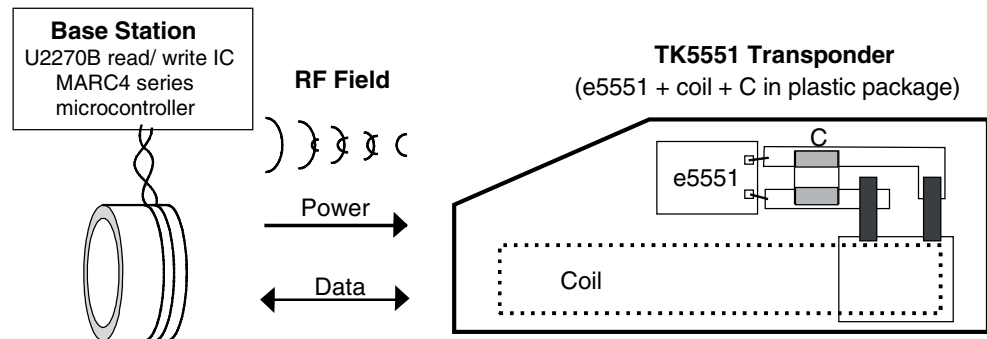 Base Station
U2270B read/ write IC
MARC4 series
microcontroller
RF Field
Power
Data
TK5551 Transponder
(e5551 + coil + C in plastic package)
C
e5551
Coil